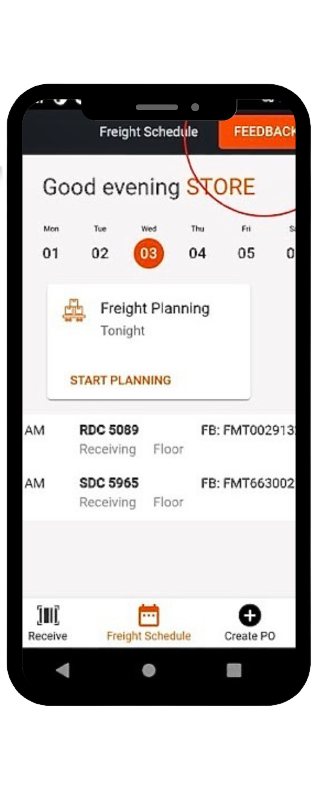 Freight Schedule FEEDBACK
Good evening STORE
Mon Tue Wed Thu Fri S
01 02 03 04 05 0
Freight Planning
Tonight
START PLANNING
AM RDC 5089 FB: FMT002913
Receiving Floor
AM SDC 5965 FB: FMT663002
Receiving Floor
Receive Freight Schedule Create PO